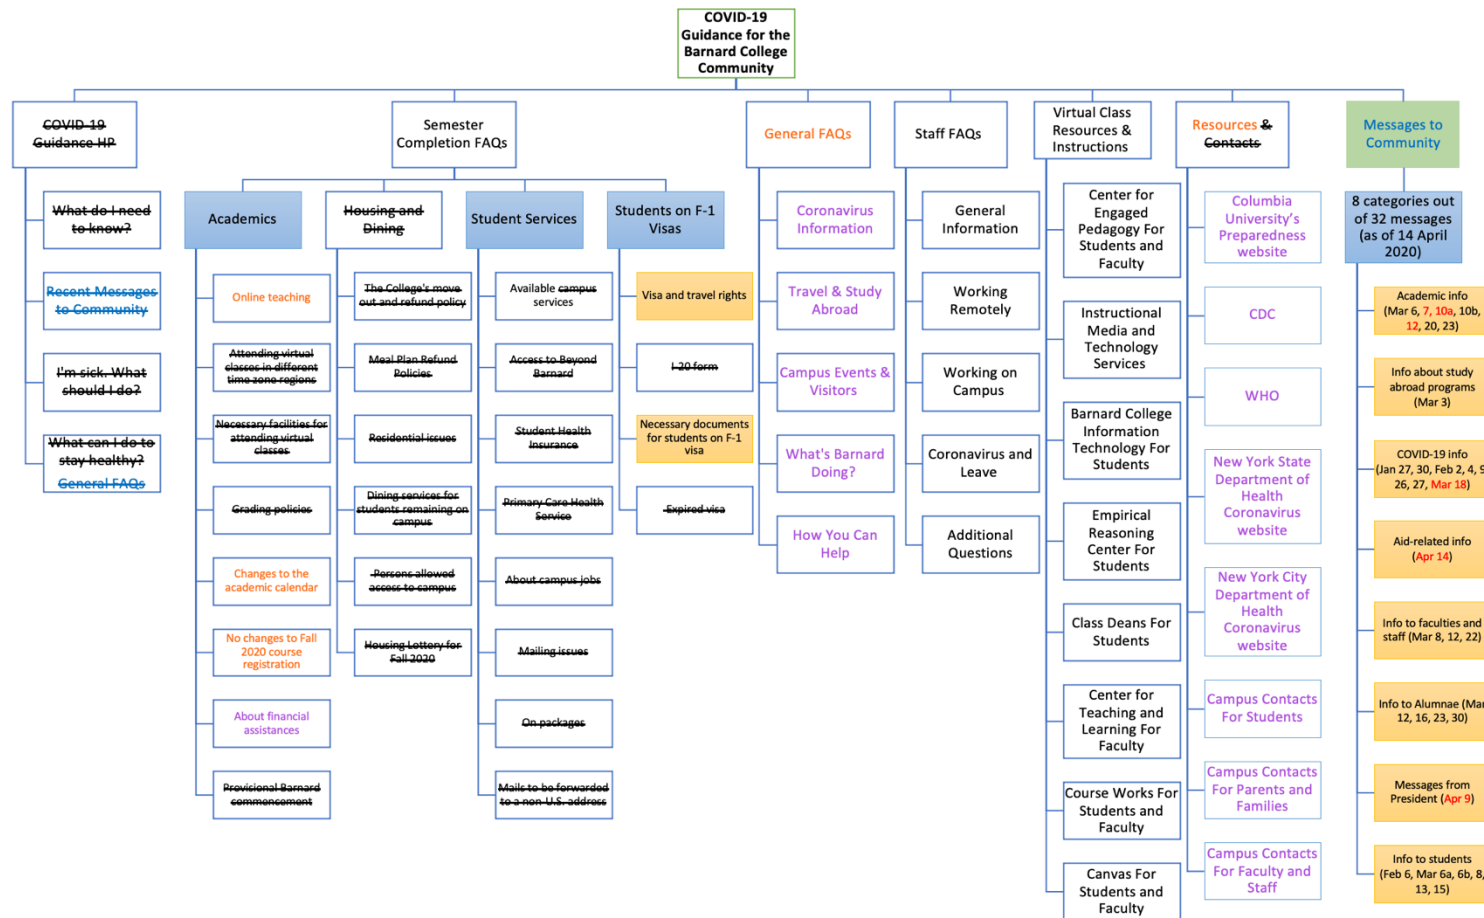 COVID-19
Guidance for the
Barnard College
Community
COVID-19
Guidance HP
What do I need
to know?
Recent Messages
to Community
I'm sick. What
should I do?
What can I do to
stay healthy?
General FAQs
Semester
Completion FAQs
Academics
Online teaching
Attending virtual
classes in different
time zone regions
Necessary facilities for
attending virtual
classes
Grading policies
Changes to the
academic calendar
No changes to Fall
2020 course
registration
About financial
assistances
Provisional Barnard
commencement
Housing and
Dining
The College's move
out and refund policy
Meal Plan Refund
Policies
Residential issues
Dining services for
students remaining on
campus
Persons allowed
access to campus
Housing Lottery for
Fall 2020
Student Services
Available campus
services
Access to Beyond
Barnard
Student Health
Insurance
Primary Care Health
Service
About campus jobs
Mailing issues
On packages
Mails to be forwarded
to a non-U.S. address
Students on F-1
Visas
Visa and travel rights
I-20 form
Necessary documents
for students on F-1
visa
Expired visa
General FAQs
Coronavirus
Information
Travel & Study
Abroad
Campus Events &
Visitors
What's Barnard
Doing?
How You Can
Help
Staff FAQs
General
Information
Working
Remotely
Working on
Campus
Coronavirus and
Leave
Additional
Questions
Virtual Class
Resources &
Instructions
Center for
Engaged
Pedagogy For
Students and
Faculty
Instructional
Media and
Technology
Services
Barnard College
Information
Technology For
Students
Empirical
Reasoning
Center For
Students
Class Deans For
Students
Center for
Teaching and
Learning For
Faculty
Course Works For
Students and
Faculty
Canvas For
Students and
Faculty
Resources &
Contacts
Columbia
University's
Preparedness
website
CDC
WHO
New York State
Department of
Health
Coronavirus
website
New York City
Department of
Health
Coronavirus
website
Campus Contacts
For Students
Campus Contacts
For Parents and
Families
Campus Contacts
For Faculty and
Staff
Messages to
Community
8 categories out
of 32 messages
(as of 14 April
2020)
Academic info
(Mar 6, 7, 10a, 10b,
12, 20, 23)
Info about study
abroad programs
(Mar 3)
COVID-19 info
(Jan 27, 30, Feb 2, 4, 9
26, 27, Mar 18)
Aid-related info
(Apr 14)
Info to faculties and
staff (Mar 8, 12, 22)
Info to Alumnae (Mar
12, 16, 23, 30)
Messages from
President (Apr 9)
Info to students
(Feb 6, Mar 6a, 6b, 8,
13, 15)